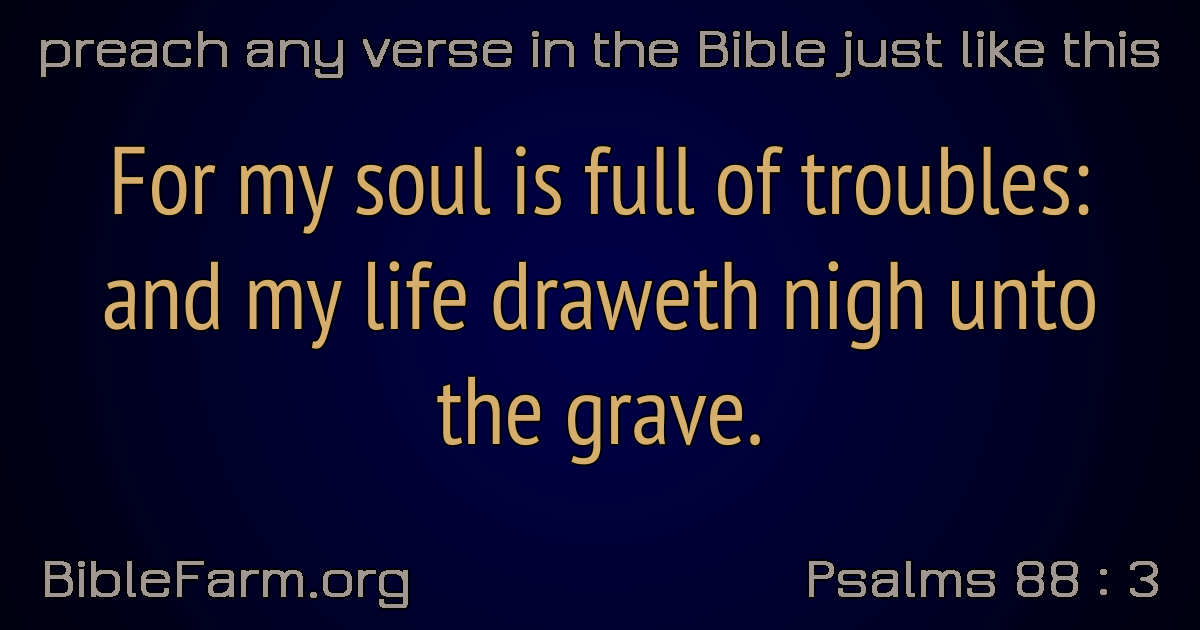 preach any verse in the Bible just like this
For my soul is full of troubles:
and my life draweth nigh unto
the grave.
BibleFarm.org
Psalms 88 : 3